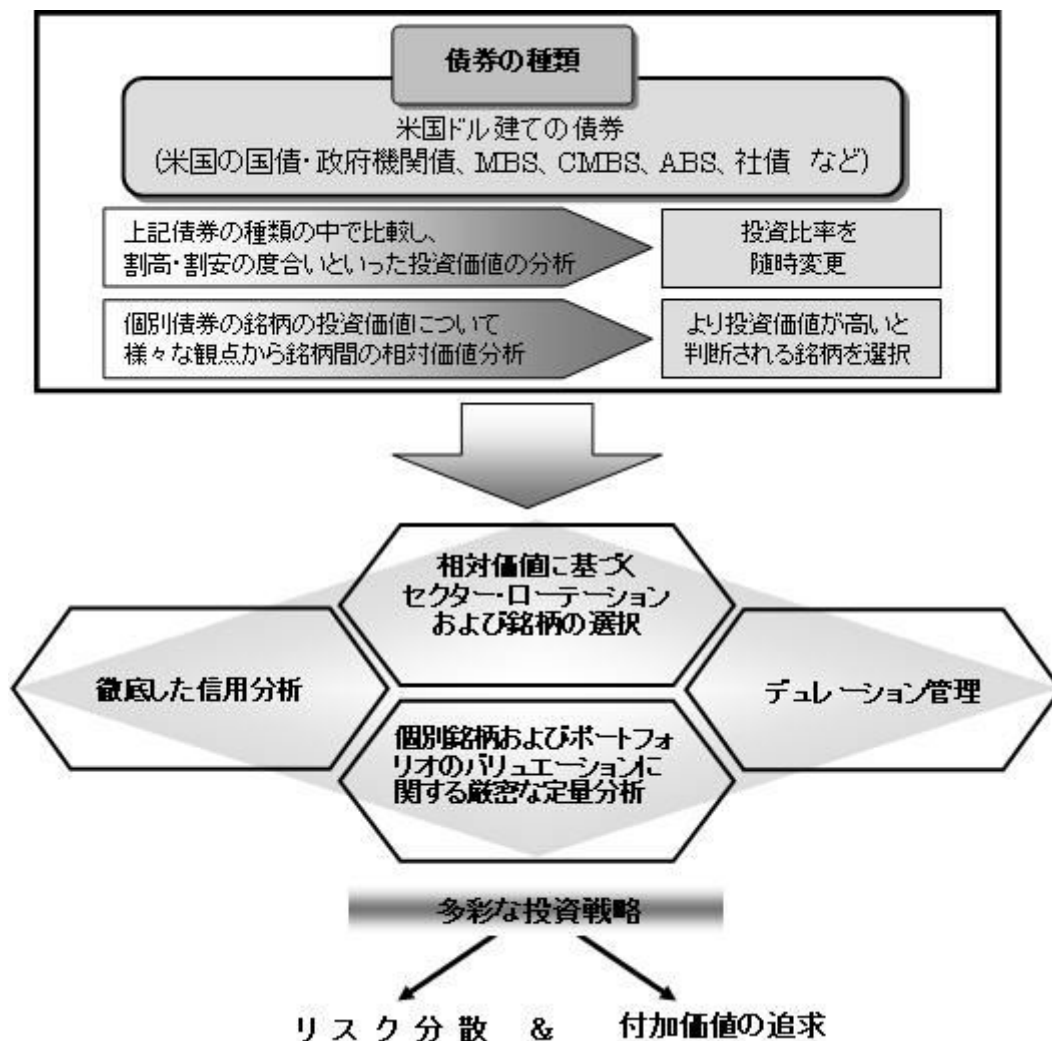 債券の種類
米国ドル建ての債券
(米国の国債・政府機関債、MBS、CMBS、ABS、社債 など)
上記債券の種類の中で比較し、
割高・割安の度合いといった投資価値の分析
投資比率を
随時変更
個別債券の銘柄の投資価値について
様々な観点から銘柄間の相対価値分析
より投資価値が高いと
判断される銘柄を選択
相対価値に基づく
セクター・ローテーション
および銘柄の選択
徹底した信用分析
デュレーション管理
個別銘柄およびポートフォ
リオのバリュエーションに
関する厳密な定量分析
多彩な投資戦略
リスク分散 & 付加価値の追求